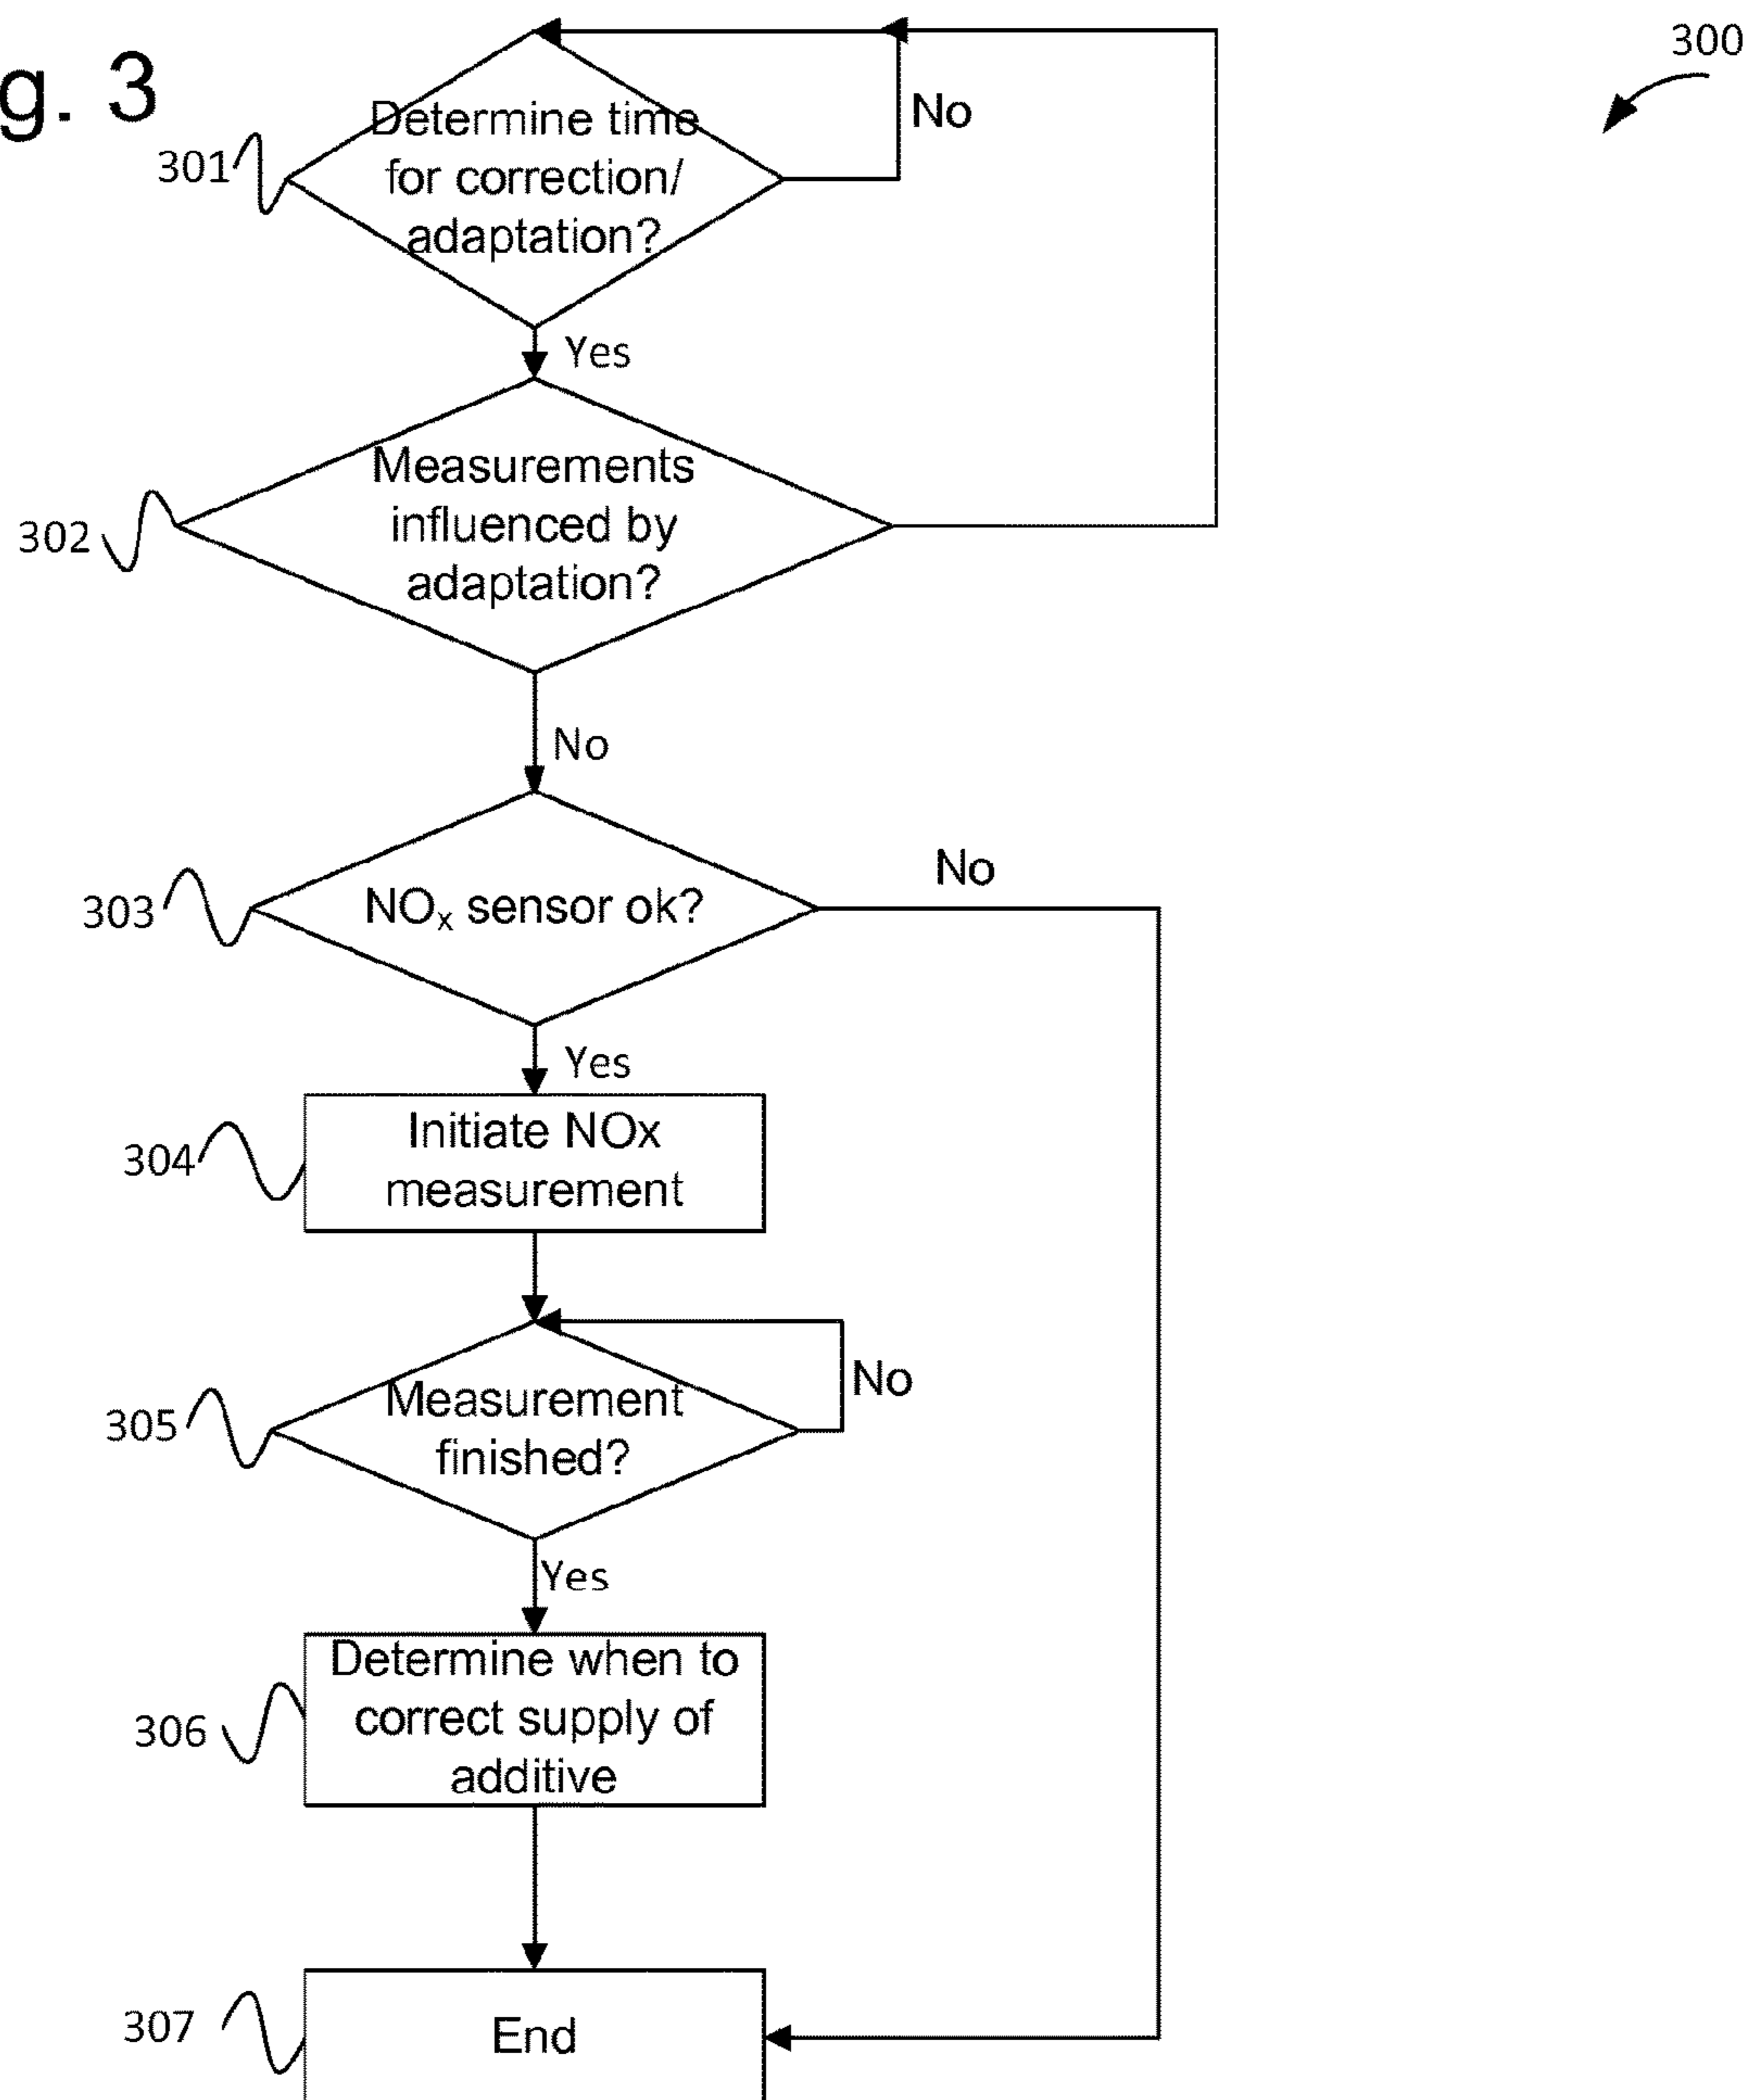 g. 3
300
301
Determine time
for correction/
adaptation?
No
Yes
302
Measurements
influenced by
adaptation?
No
303
NOₓ sensor ok?
No
Yes
304
Initiate NOx
measurement
305
Measurement
finished?
No
Yes
306
Determine when to
correct supply of
additive
307
End